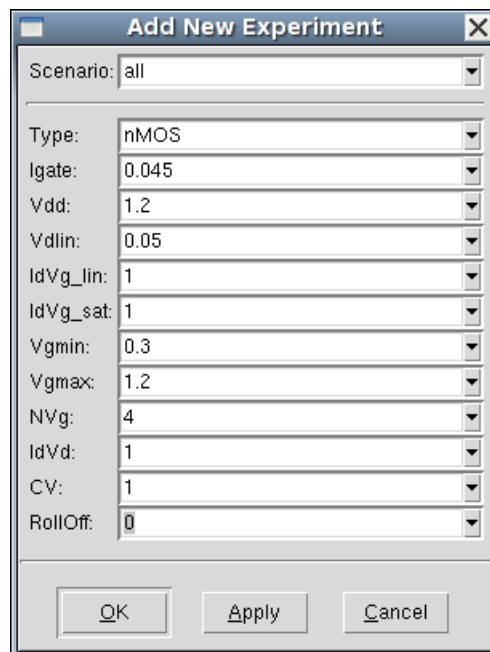 Add New Experiment
Scenario: all
Type: nMOS
lgate: 0.045
Vdd: 1.2
Vdlin: 0.05
IdVg_lin: 1
IdVg_sat: 1
Vgmin: 0.3
Vgmax: 1.2
NVg: 4
IdVd: 1
CV: 1
RollOff: 0
OK Apply Cancel